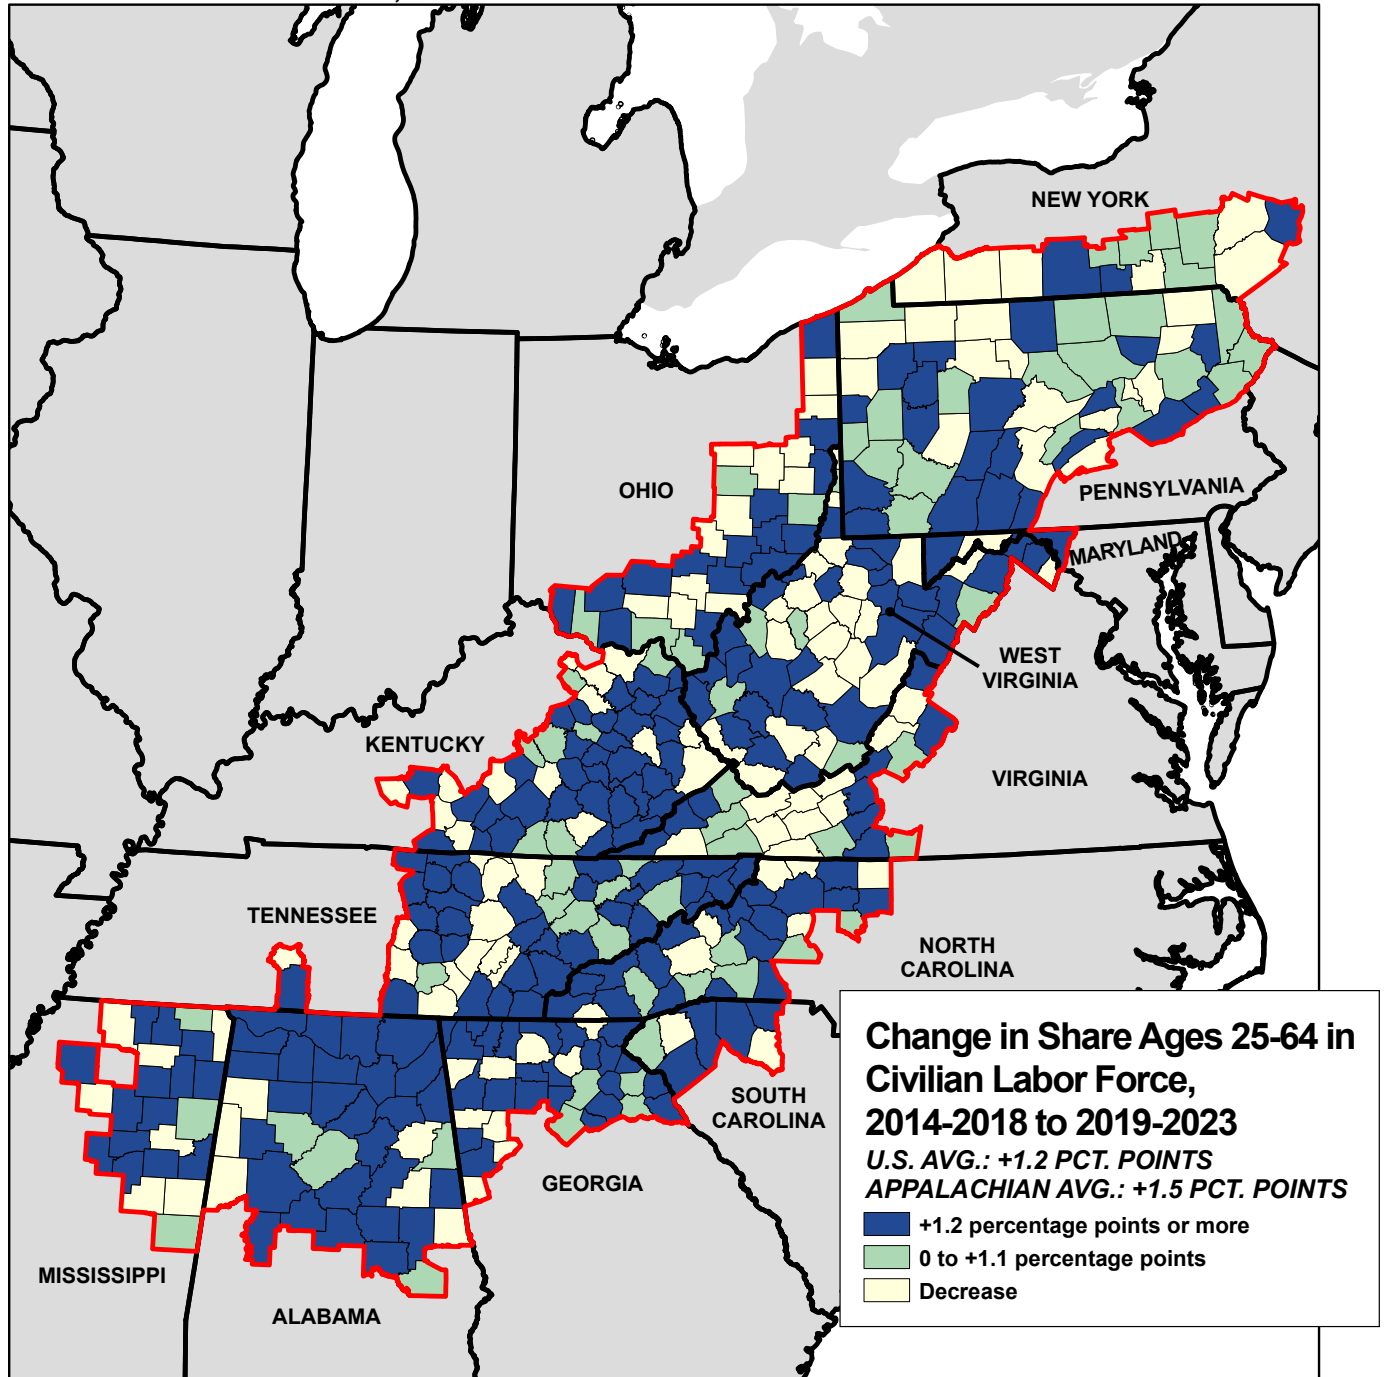 NEW YORK
OHIO
PENNSYLVANIA
MARYLAND
WEST
VIRGINIA
KENTUCKY
VIRGINIA
TENNESSEE
NORTH
CAROLINA
SOUTH
CAROLINA
GEORGIA
MISSISSIPPI
ALABAMA
Change in Share Ages 25-64 in
Civilian Labor Force,
2014-2018 to 2019-2023
U.S. AVG.: +1.2 PCT. POINTS
APPALACHIAN AVG.: +1.5 PCT. POINTS
+1.2 percentage points or more
0 to +1.1 percentage points
Decrease